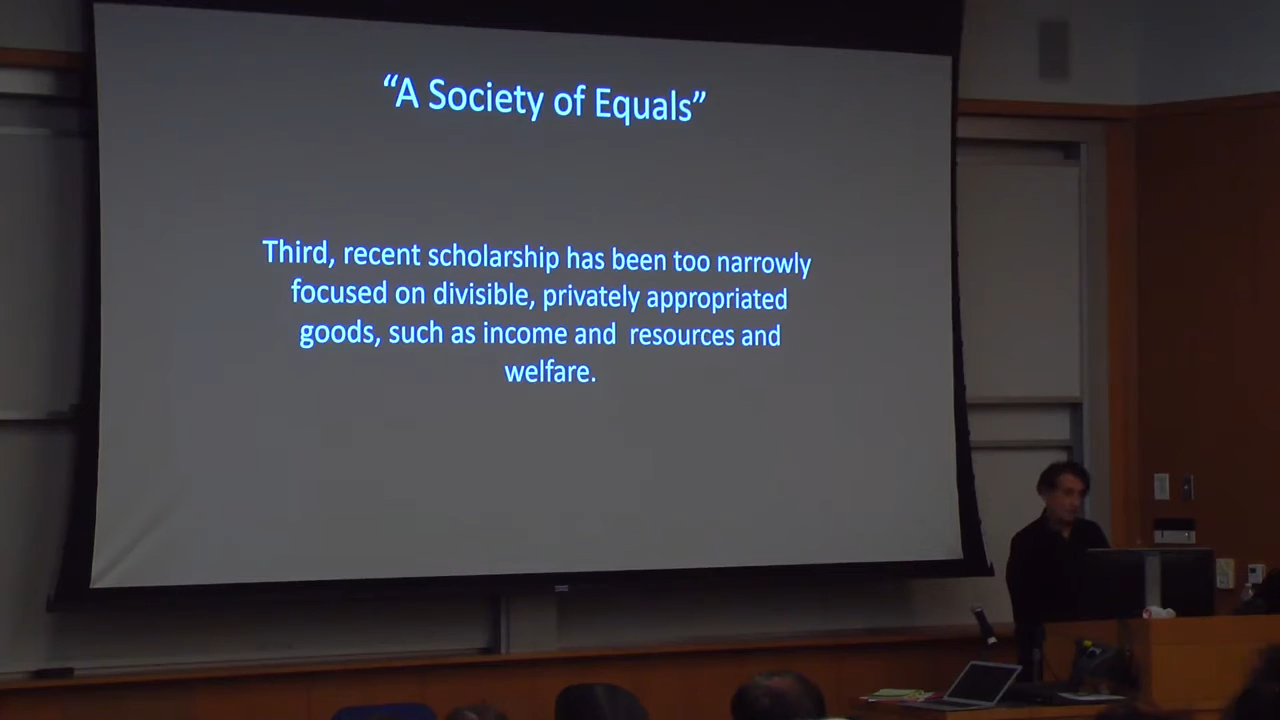 “A Society of Equals”
Third, recent scholarship has been too narrowly
focused on divisible, privately appropriated
goods, such as income and resources and
welfare.